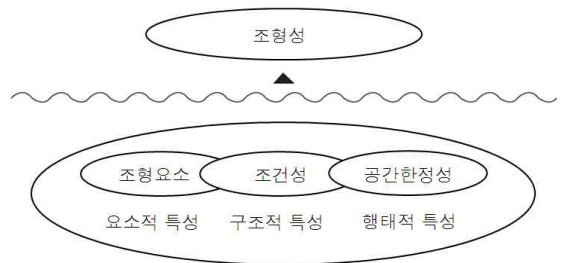 조형성
조형요소 조건성 공간한정성
요소적 특성 구조적 특성 행태적 특성